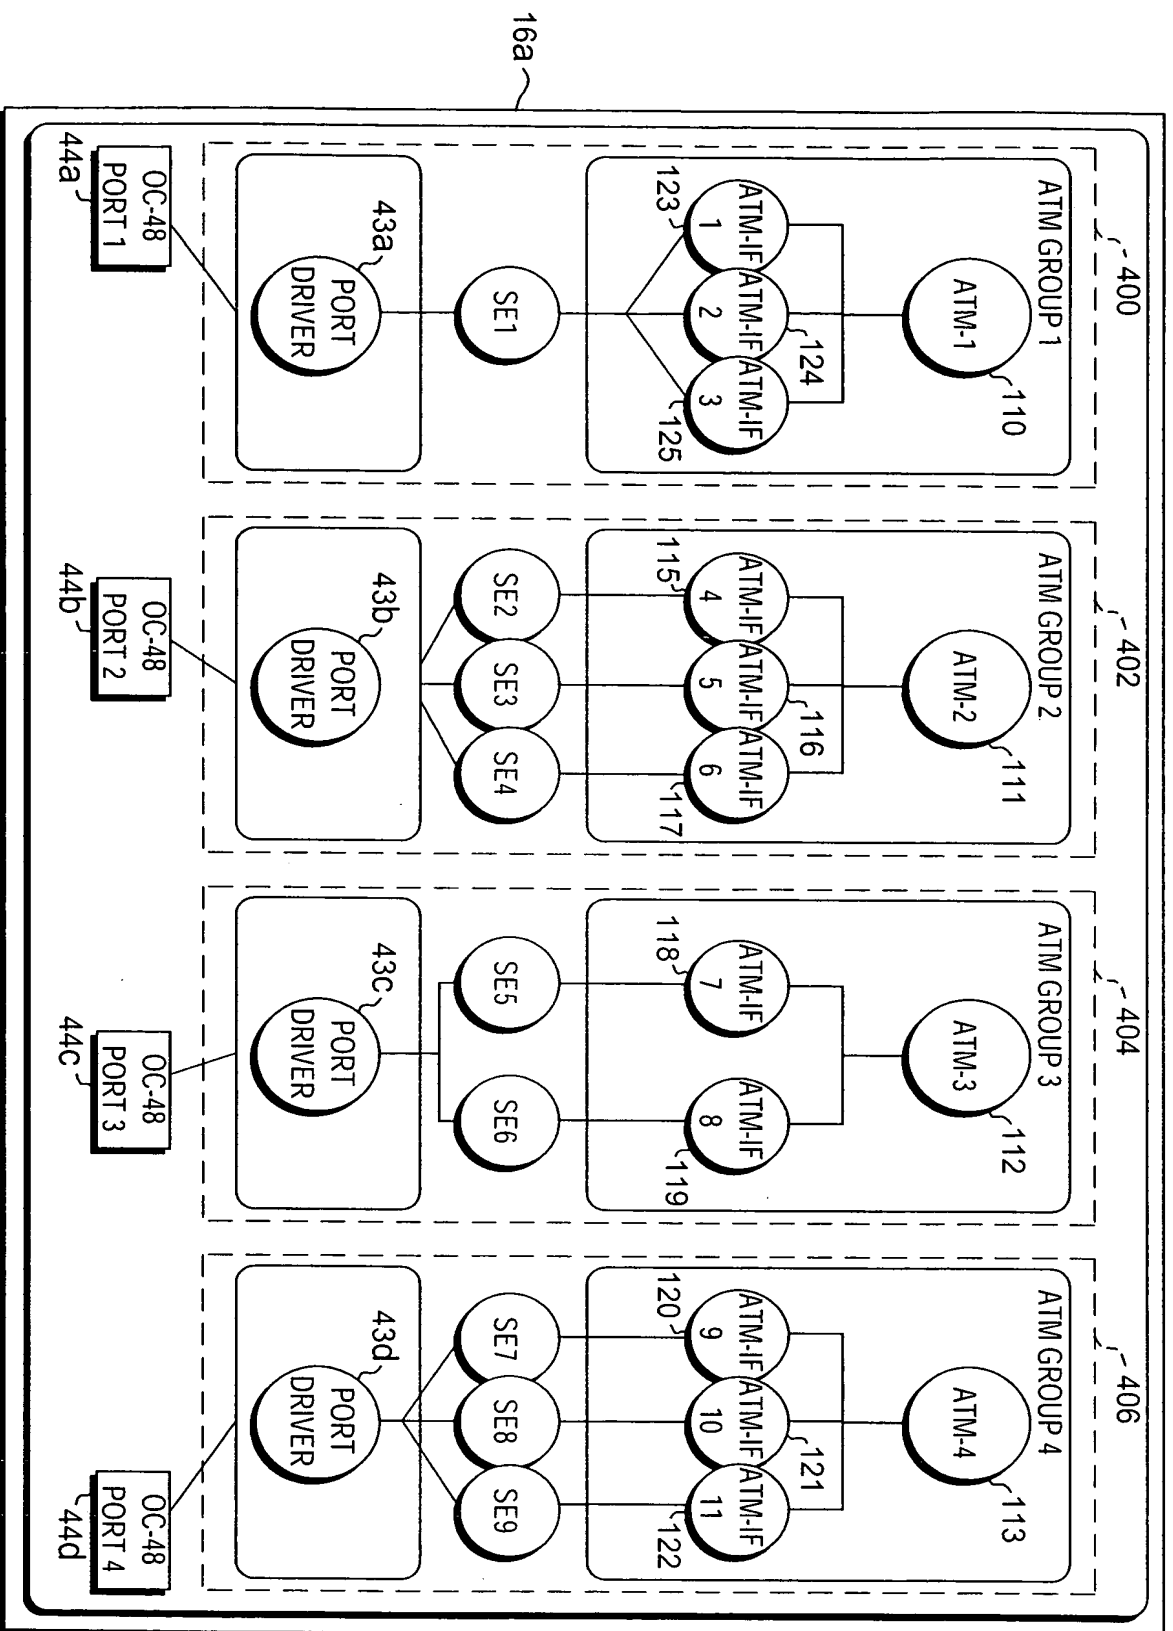 16a
400
ATM GROUP 1
ATM-1
110
ATM-IF
1
ATM-IF
2
ATM-IF
3
123
124
125
SE1
43a
PORT
DRIVER
OC-48
PORT 1
44a
402
ATM GROUP 2
ATM-2
111
ATM-IF
4
ATM-IF
5
ATM-IF
6
115
116
117
SE2
SE3
SE4
43b
PORT
DRIVER
OC-48
PORT 2
44b
404
ATM GROUP 3
ATM-3
112
ATM-IF
7
ATM-IF
8
118
119
SE5
SE6
43c
PORT
DRIVER
OC-48
PORT 3
44c
406
ATM GROUP 4
ATM-4
113
ATM-IF
9
ATM-IF
10
ATM-IF
11
120
121
122
SE7
SE8
SE9
43d
PORT
DRIVER
OC-48
PORT 4
44d